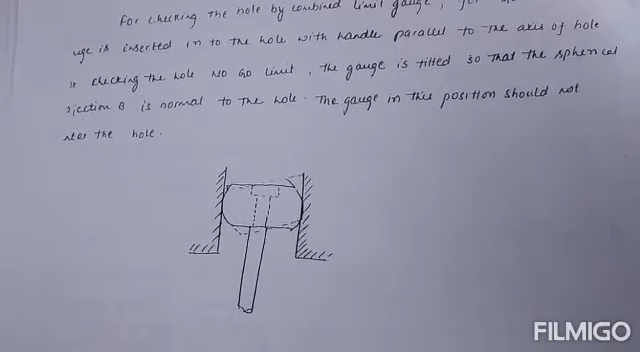 For checking the hole by combined limit gauge,
uge is inserted in to the hole with handle parallel to the axis of hole
checking the hole NO GO limit, the gauge is tilted so that the spherical
jection B is normal to the hole. The gauge in this position should not
nter the hole.
FILMIGO